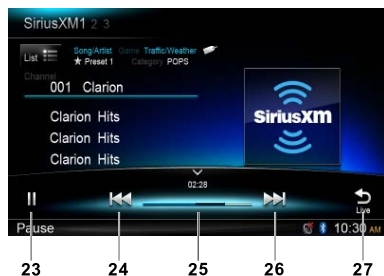 SiriusXM1 2 3
List Song/Artist Game Traffic/Weather
★ Preset 1 Category POPS
Channel
001 Clarion
Clarion Hits
Clarion Hits
Clarion Hits
SiriusXM
02:28
Live
Pause 10:30 AM
23 24 25 26 27